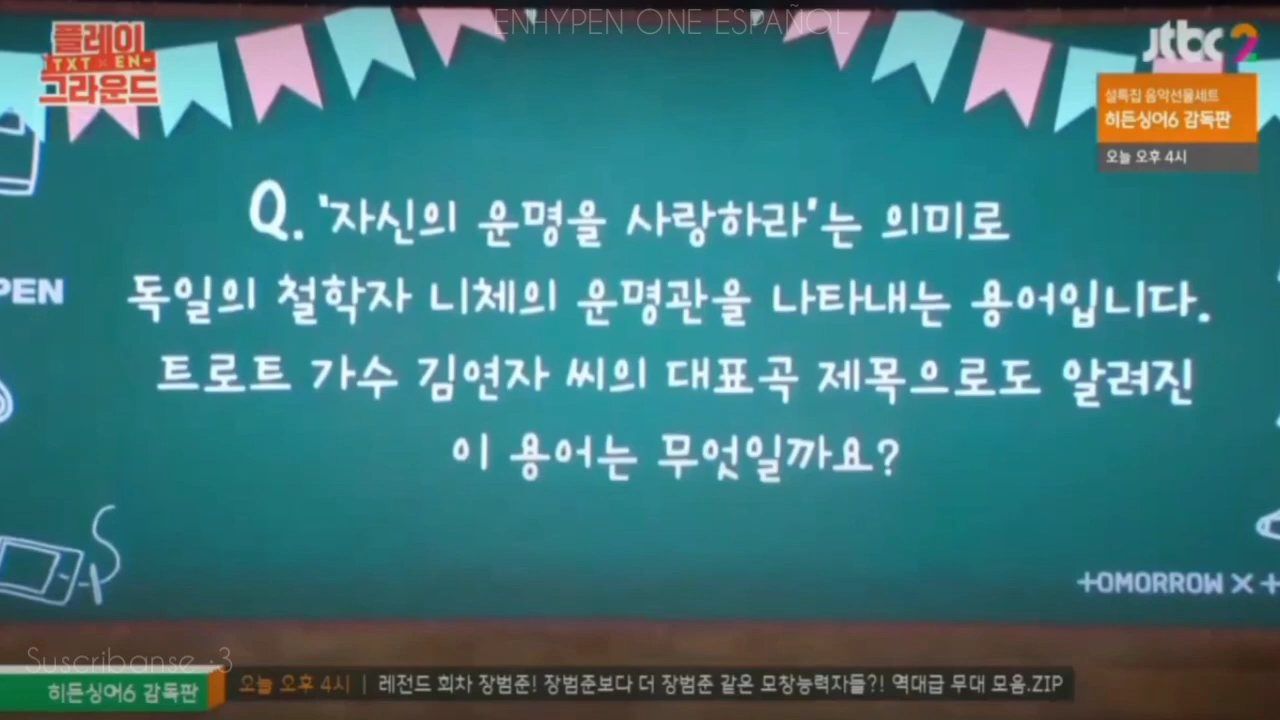 ENHYPEN ONE ESPAÑOL
플레이
TXT × EN-
그라운드
jtbc 2
설특집 음악선물세트
히든싱어6 감독판
오늘 오후 4시
Q. '자신의 운명을 사랑하라'는 의미로
독일의 철학자 니체의 운명관을 나타내는 용어입니다.
트로트 가수 김연자 씨의 대표곡 제목으로도 알려진
이 용어는 무엇일까요?
PEN
TOMORROW X T
Suscribanse :3
히든싱어6 감독판
오늘 오후 4시 | 레전드 회차 장범준! 장범준보다 더 장범준 같은 모창능력자들?! 역대급 무대 모음.ZIP